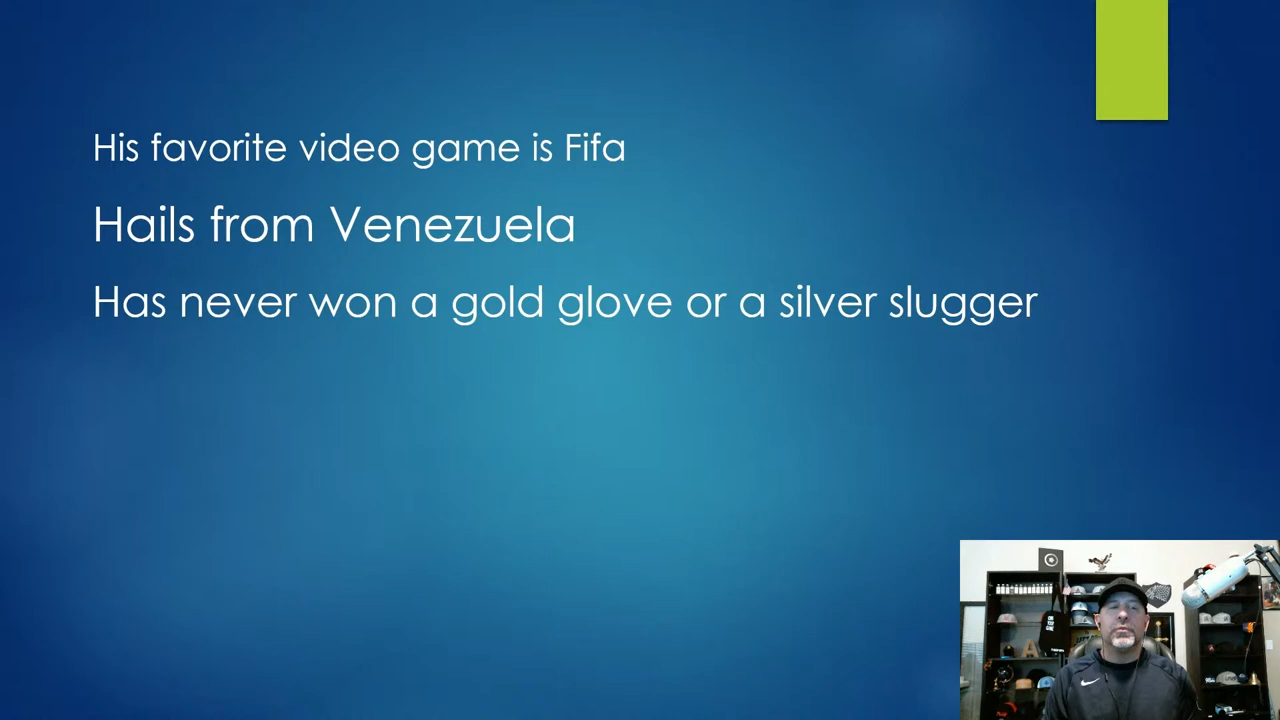 His favorite video game is Fifa
Hails from Venezuela
Has never won a gold glove or a silver slugger